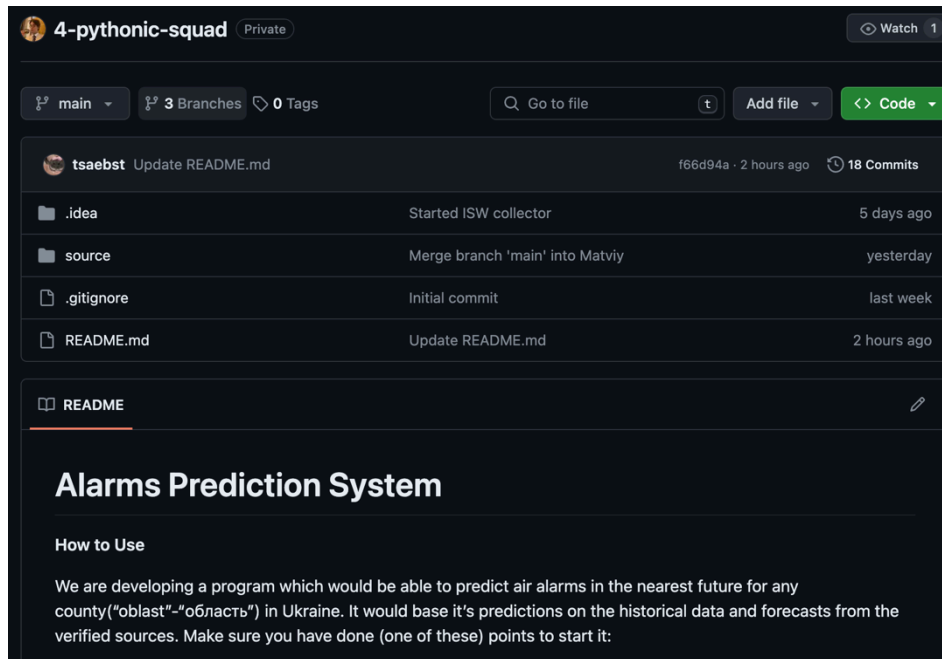 4-pythonic-squad Private
Watch 1
main 3 Branches 0 Tags Go to file t Add file Code
tsaebst Update README.md f66d94a · 2 hours ago 18 Commits
.idea Started ISW collector 5 days ago
source Merge branch 'main' into Matviy yesterday
.gitignore Initial commit last week
README.md Update README.md 2 hours ago
README
Alarms Prediction System
How to Use
We are developing a program which would be able to predict air alarms in the nearest future for any
county(“oblast”-“область”) in Ukraine. It would base it’s predictions on the historical data and forecasts from the
verified sources. Make sure you have done (one of these) points to start it: